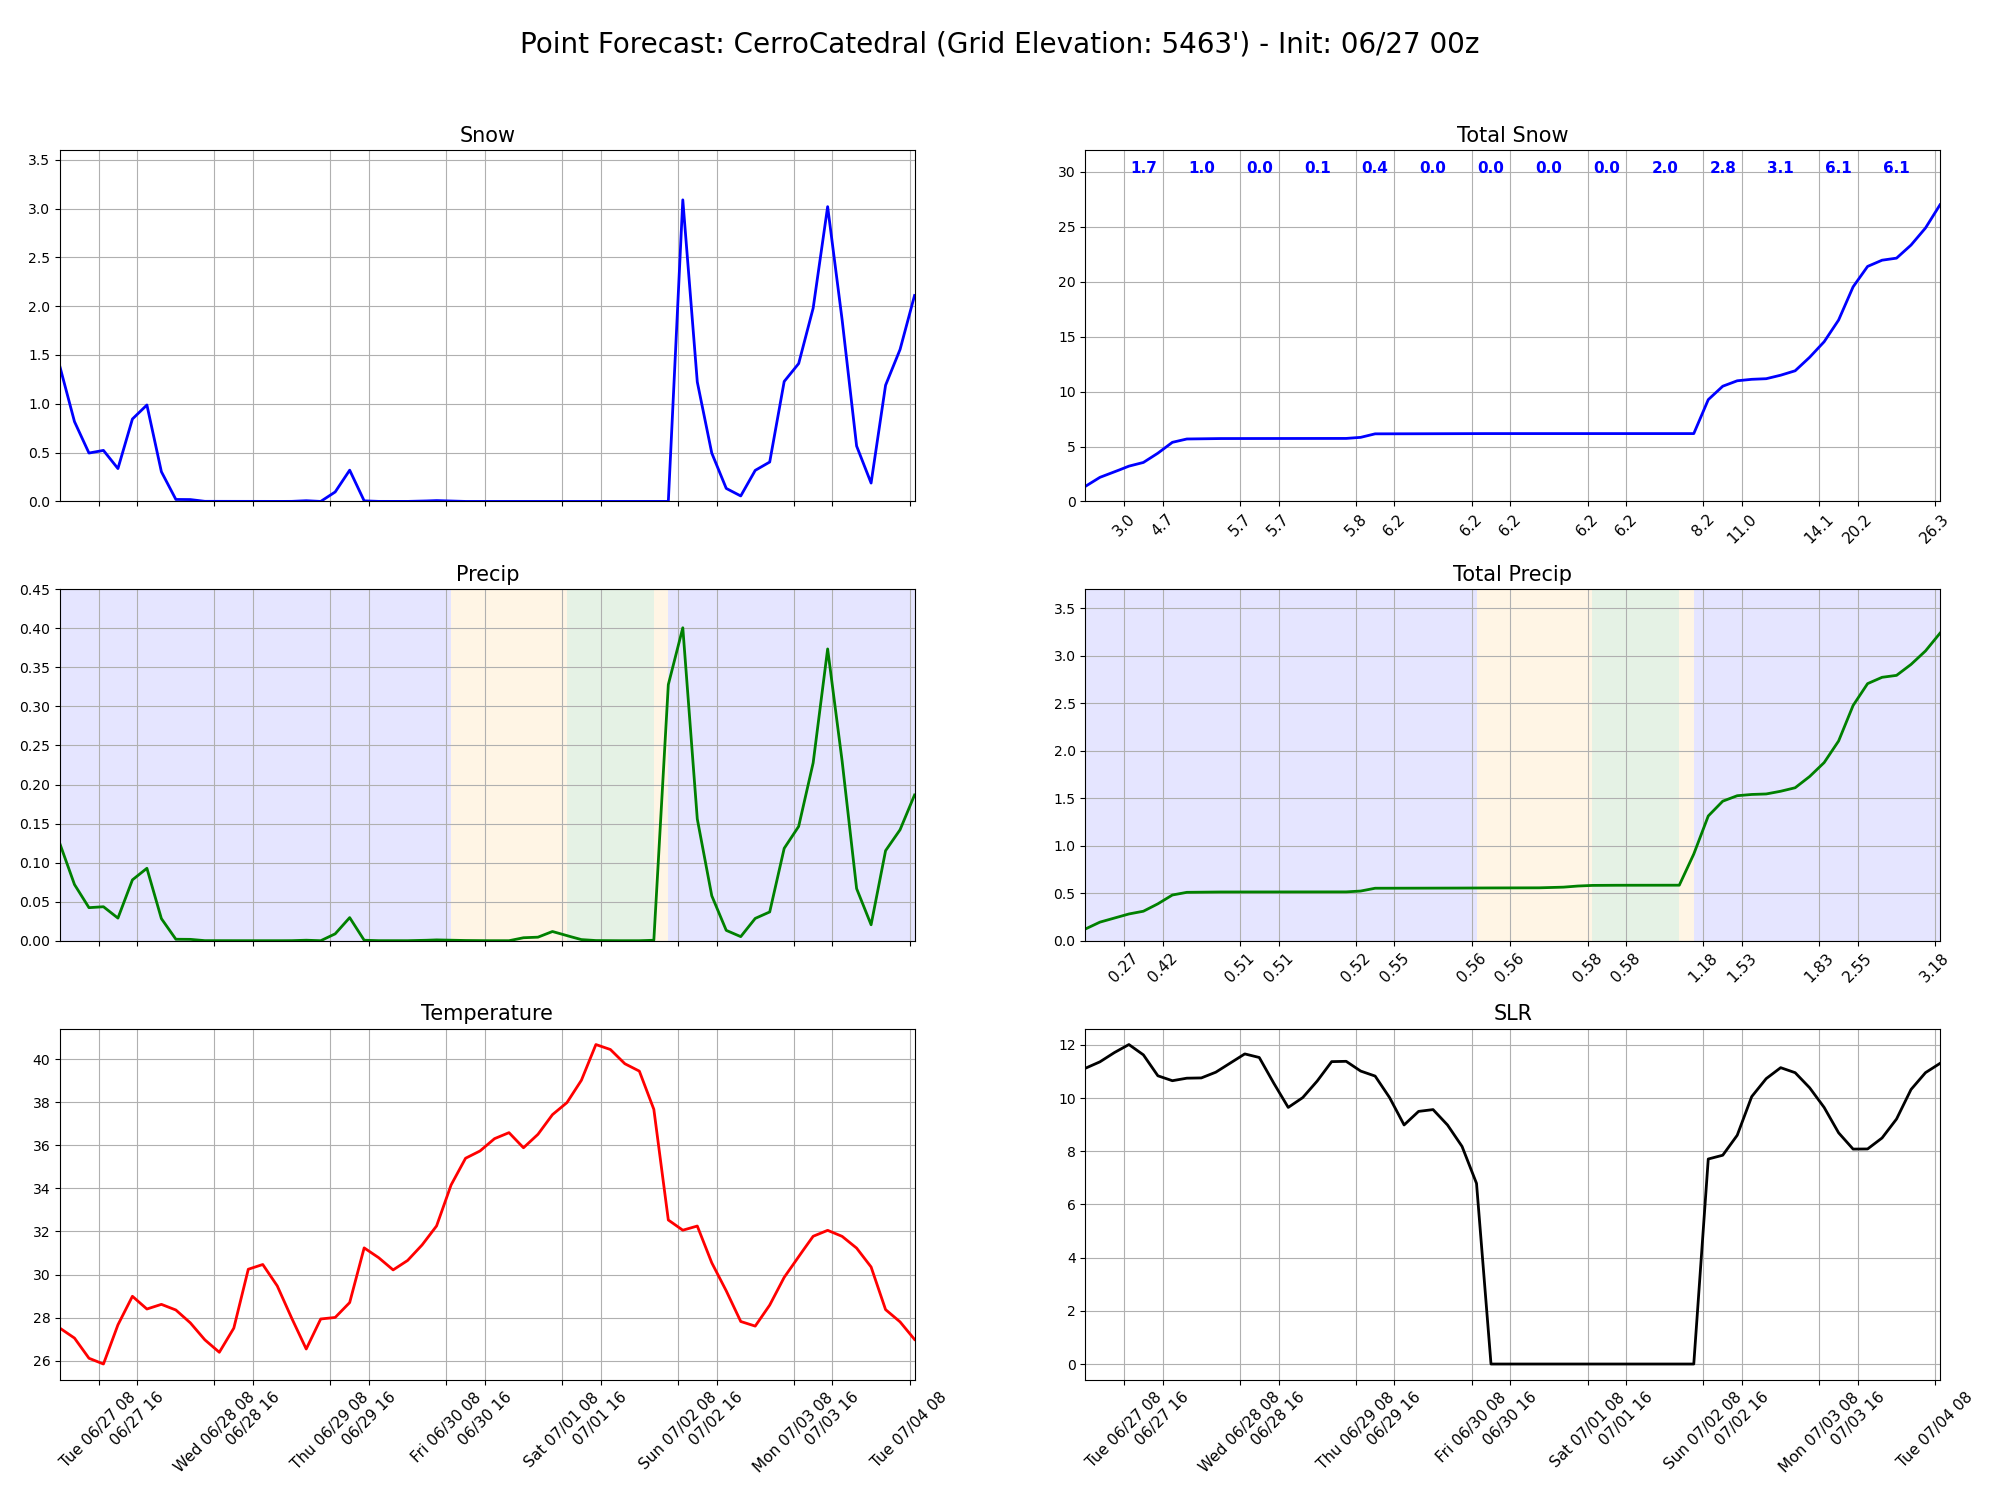 Point Forecast: CerroCatedral (Grid Elevation: 5463') - Init: 06/27 00z
Snow
3.5
3.0
2.5
2.0
1.5
1.0
0.5
0.0
Total Snow
1.7 1.0 0.0 0.1 0.4 0.0 0.0 0.0 0.0 2.0 2.8 3.1 6.1 6.1
30
25
20
15
10
5
0
3.0 4.7 5.7 5.7 5.8 6.2 6.2 6.2 6.2 6.2 8.2 11.0 14.1 20.2 26.3
Precip
0.45
0.40
0.35
0.30
0.25
0.20
0.15
0.10
0.05
0.00
Total Precip
3.5
3.0
2.5
2.0
1.5
1.0
0.5
0.0
0.27 0.42 0.51 0.51 0.52 0.55 0.56 0.56 0.58 0.58 1.18 1.53 1.83 2.55 3.18
Temperature
40
38
36
34
32
30
28
26
Tue 06/27 08
06/27 16
Wed 06/28 08
06/28 16
Thu 06/29 08
06/29 16
Fri 06/30 08
06/30 16
Sat 07/01 08
07/01 16
Sun 07/02 08
07/02 16
Mon 07/03 08
07/03 16
Tue 07/04 08
SLR
12
10
8
6
4
2
0
Tue 06/27 08
06/27 16
Wed 06/28 08
06/28 16
Thu 06/29 08
06/29 16
Fri 06/30 08
06/30 16
Sat 07/01 08
07/01 16
Sun 07/02 08
07/02 16
Mon 07/03 08
07/03 16
Tue 07/04 08